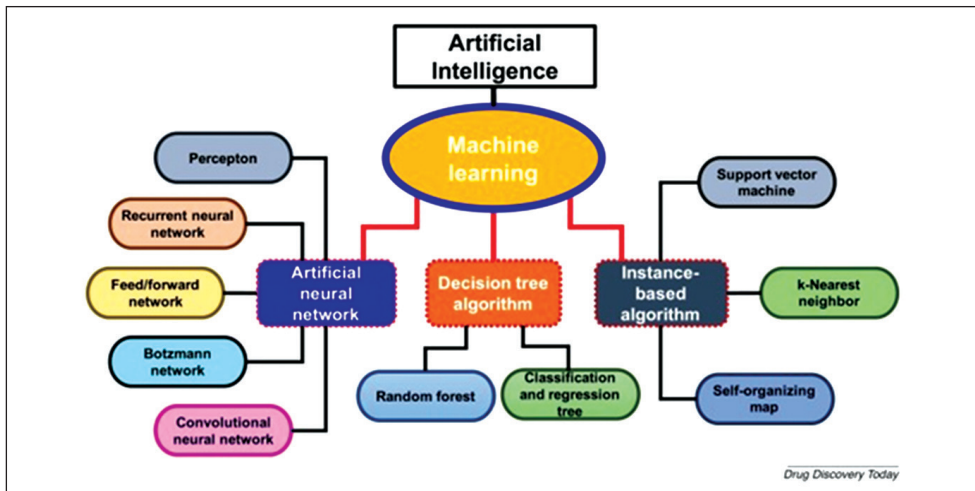 Artificial
Intelligence
Machine
learning
Percepton
Recurrent neural
network
Feed/forward
network
Botzmann
network
Convolutional
neural network
Artificial
neural
network
Decision tree
algorithm
Random forest
Classification
and regression
tree
Instance-
based
algorithm
Support vector
machine
k-Nearest
neighbor
Self-organizing
map
Drug Discovery Today